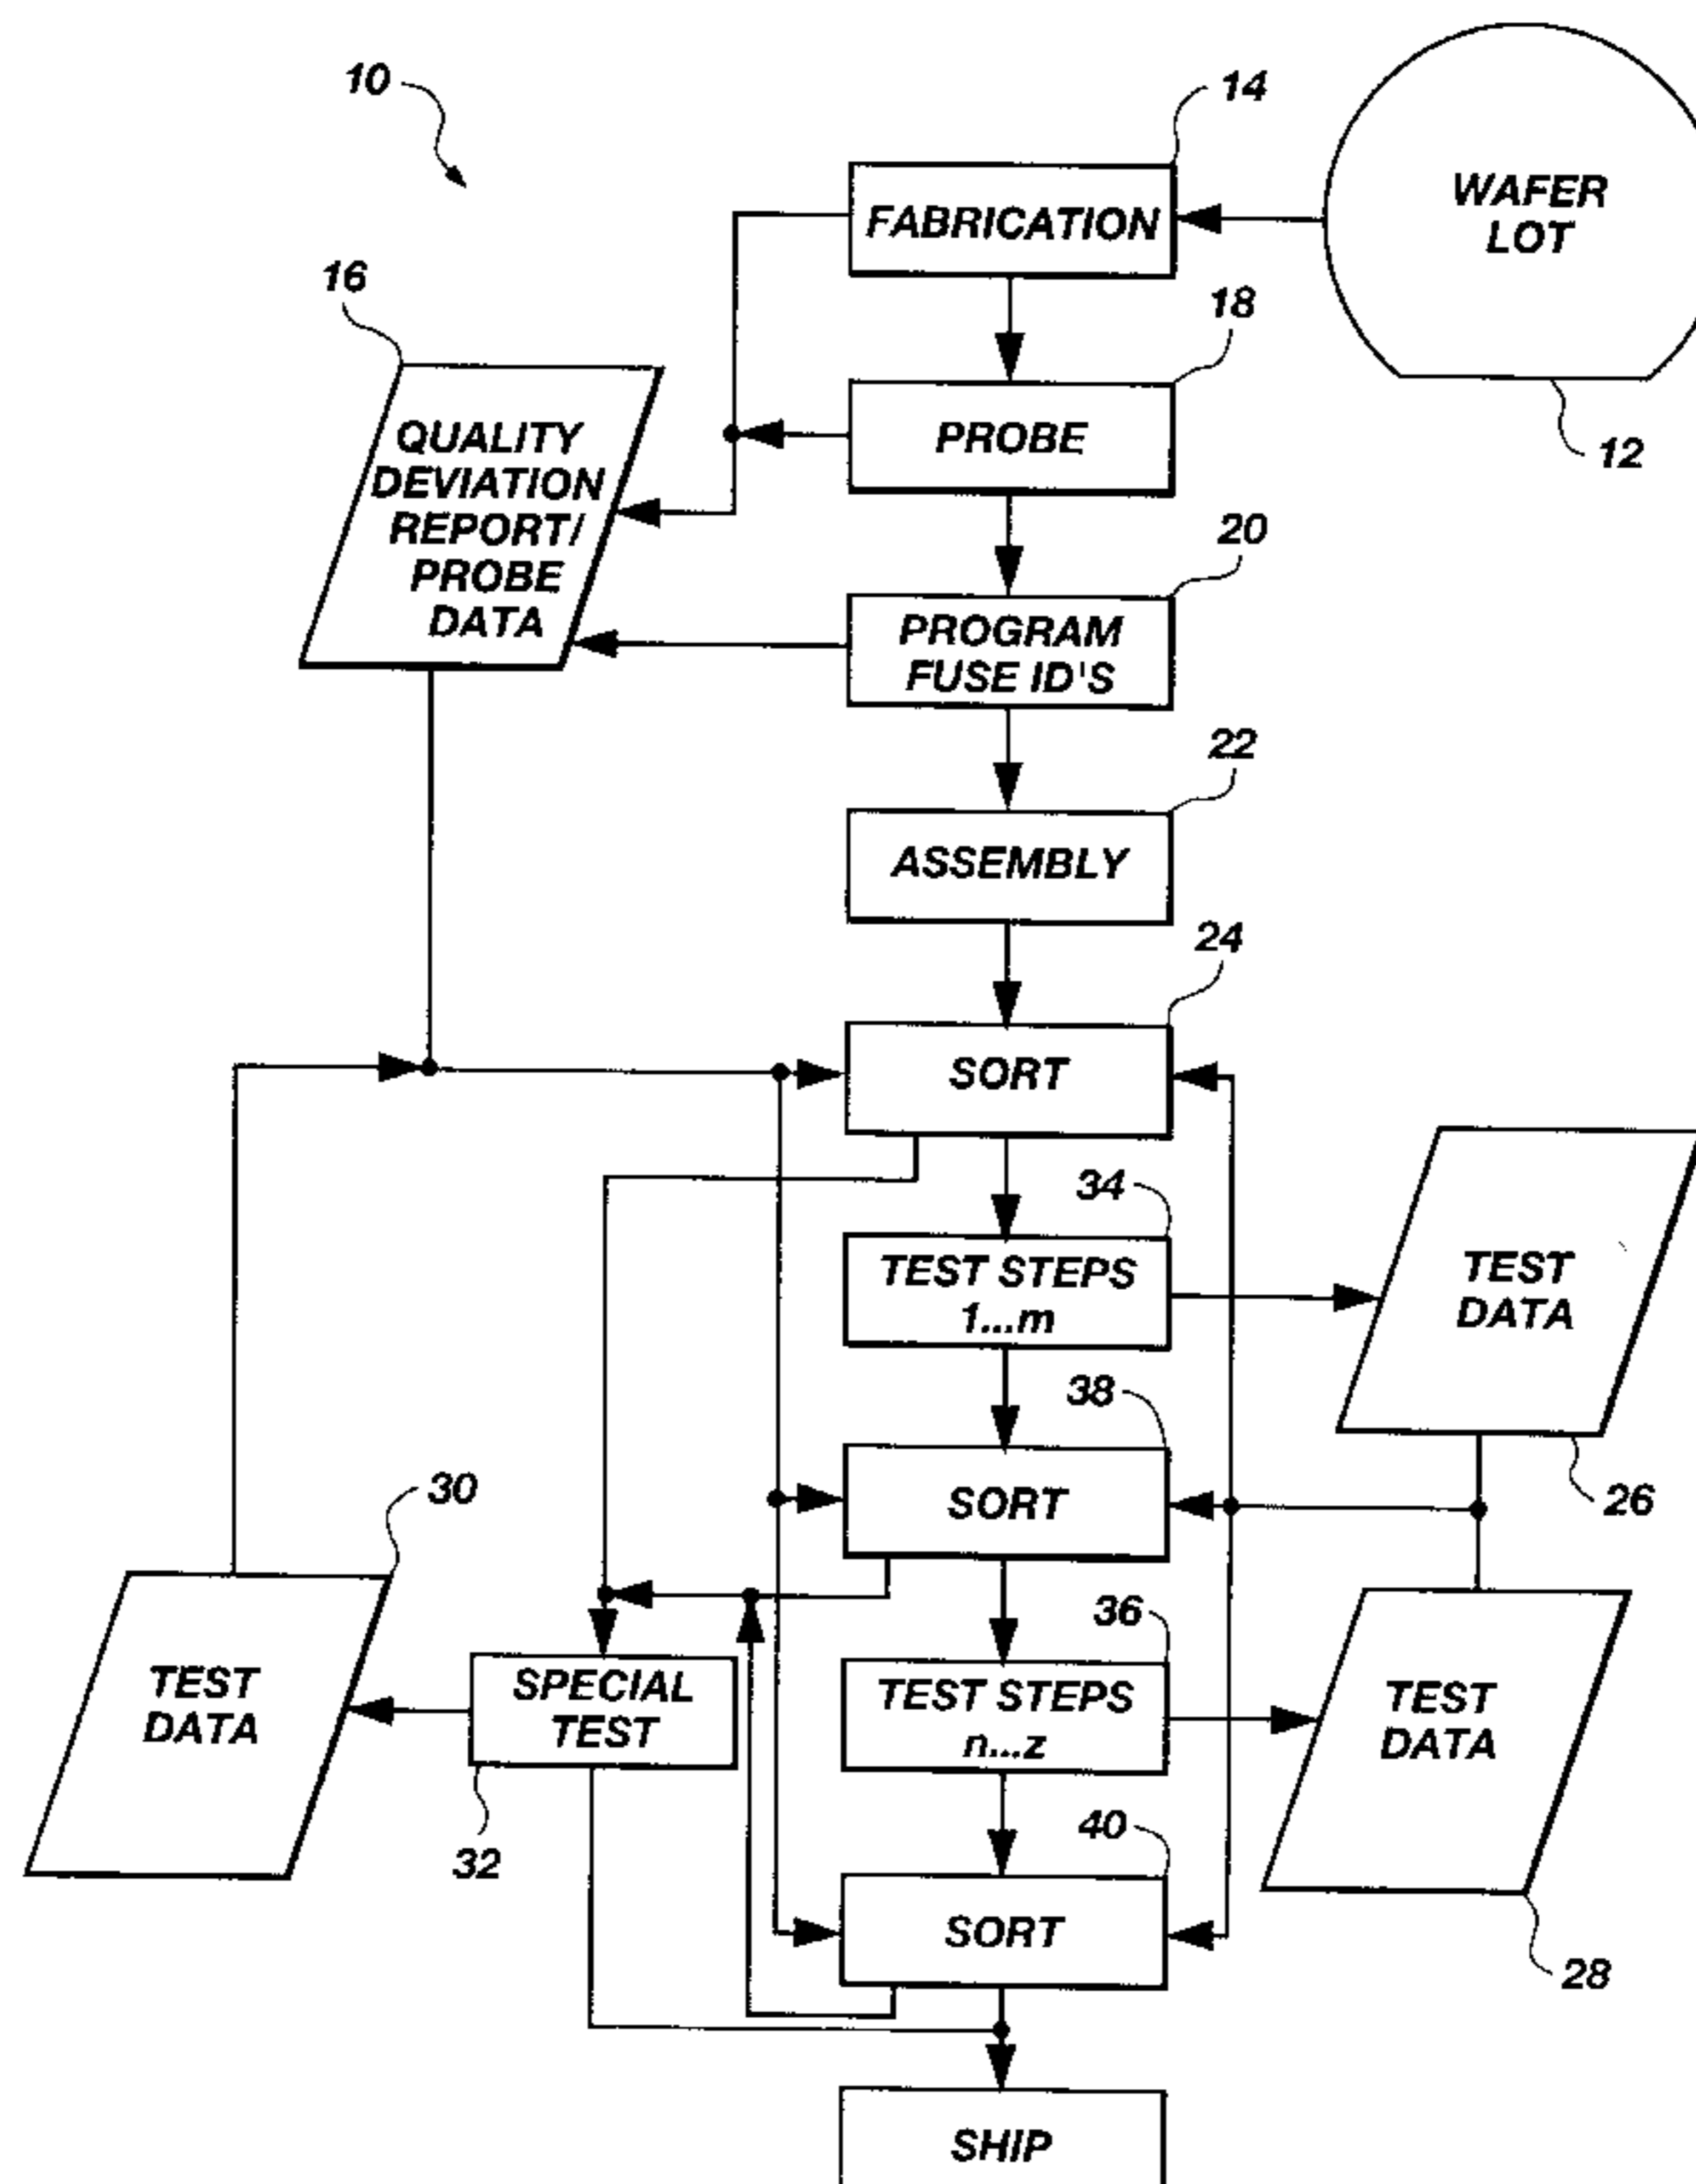 10
14
WAFER
LOT
FABRICATION
16
18
12
QUALITY
DEVIATION
REPORT/
PROBE
DATA
PROBE
20
PROGRAM
FUSE ID'S
22
ASSEMBLY
24
SORT
34
TEST STEPS
1...m
TEST
DATA
38
26
SORT
30
36
TEST
DATA
SPECIAL
TEST
TEST STEPS
n...z
TEST
DATA
32
40
SORT
28
SHIP